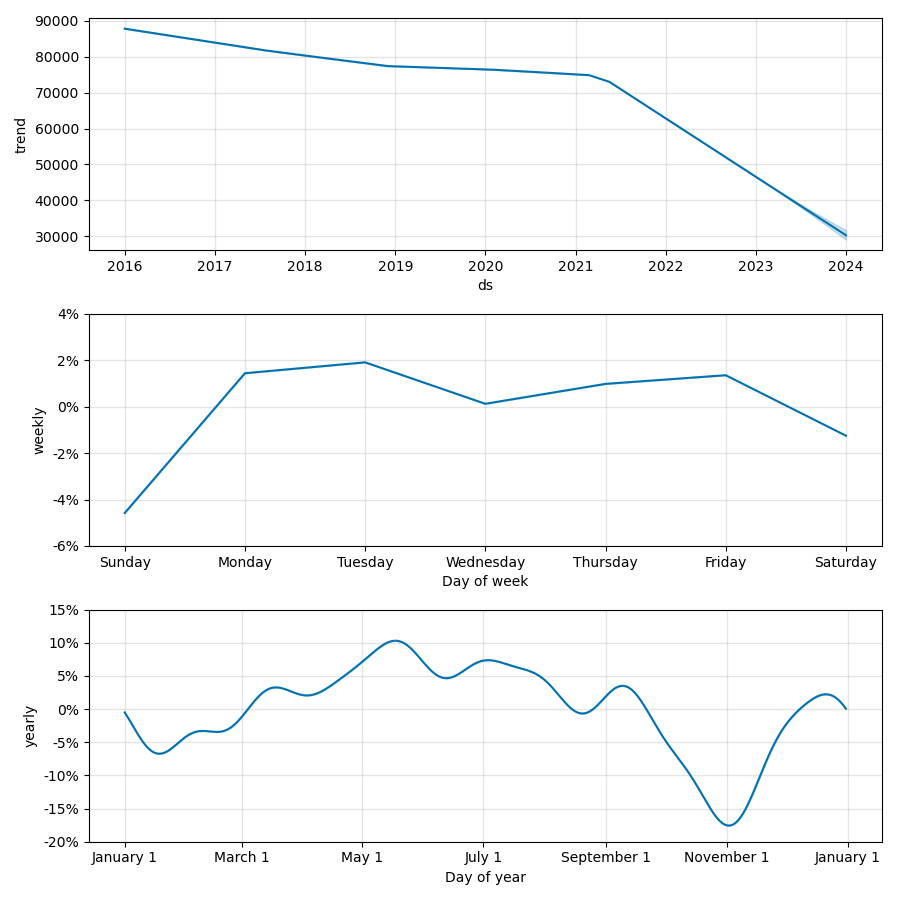 90000
80000
70000
60000
50000
40000
30000
trend
2016 2017 2018 2019 2020 2021 2022 2023 2024
ds
4%
2%
0%
-2%
-4%
-6%
weekly
Sunday Monday Tuesday Wednesday Thursday Friday Saturday
Day of week
15%
10%
5%
0%
-5%
-10%
-15%
-20%
yearly
January 1 March 1 May 1 July 1 September 1 November 1 January 1
Day of year